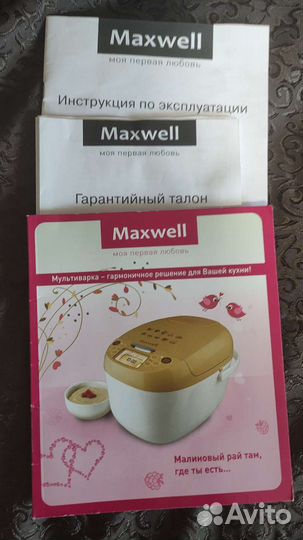 Maxwell
моя первая любовь
Инструкция по эксплуатации
Maxwell
моя первая любовь
Гарантийный талон
Maxwell
моя первая любовь
Мультиварка – гармоничное решение для Вашей кухни!
Maxwell
Малиновый рай там,
где ты есть...
Avito